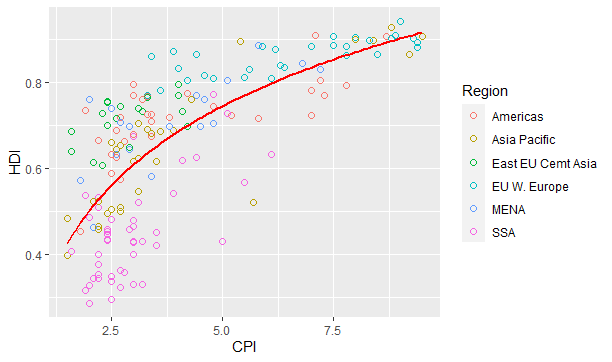 HDI
0.8
0.6
0.4
2.5
5.0
7.5
CPI
Region
Americas
Asia Pacific
East EU Cemt Asia
EU W. Europe
MENA
SSA